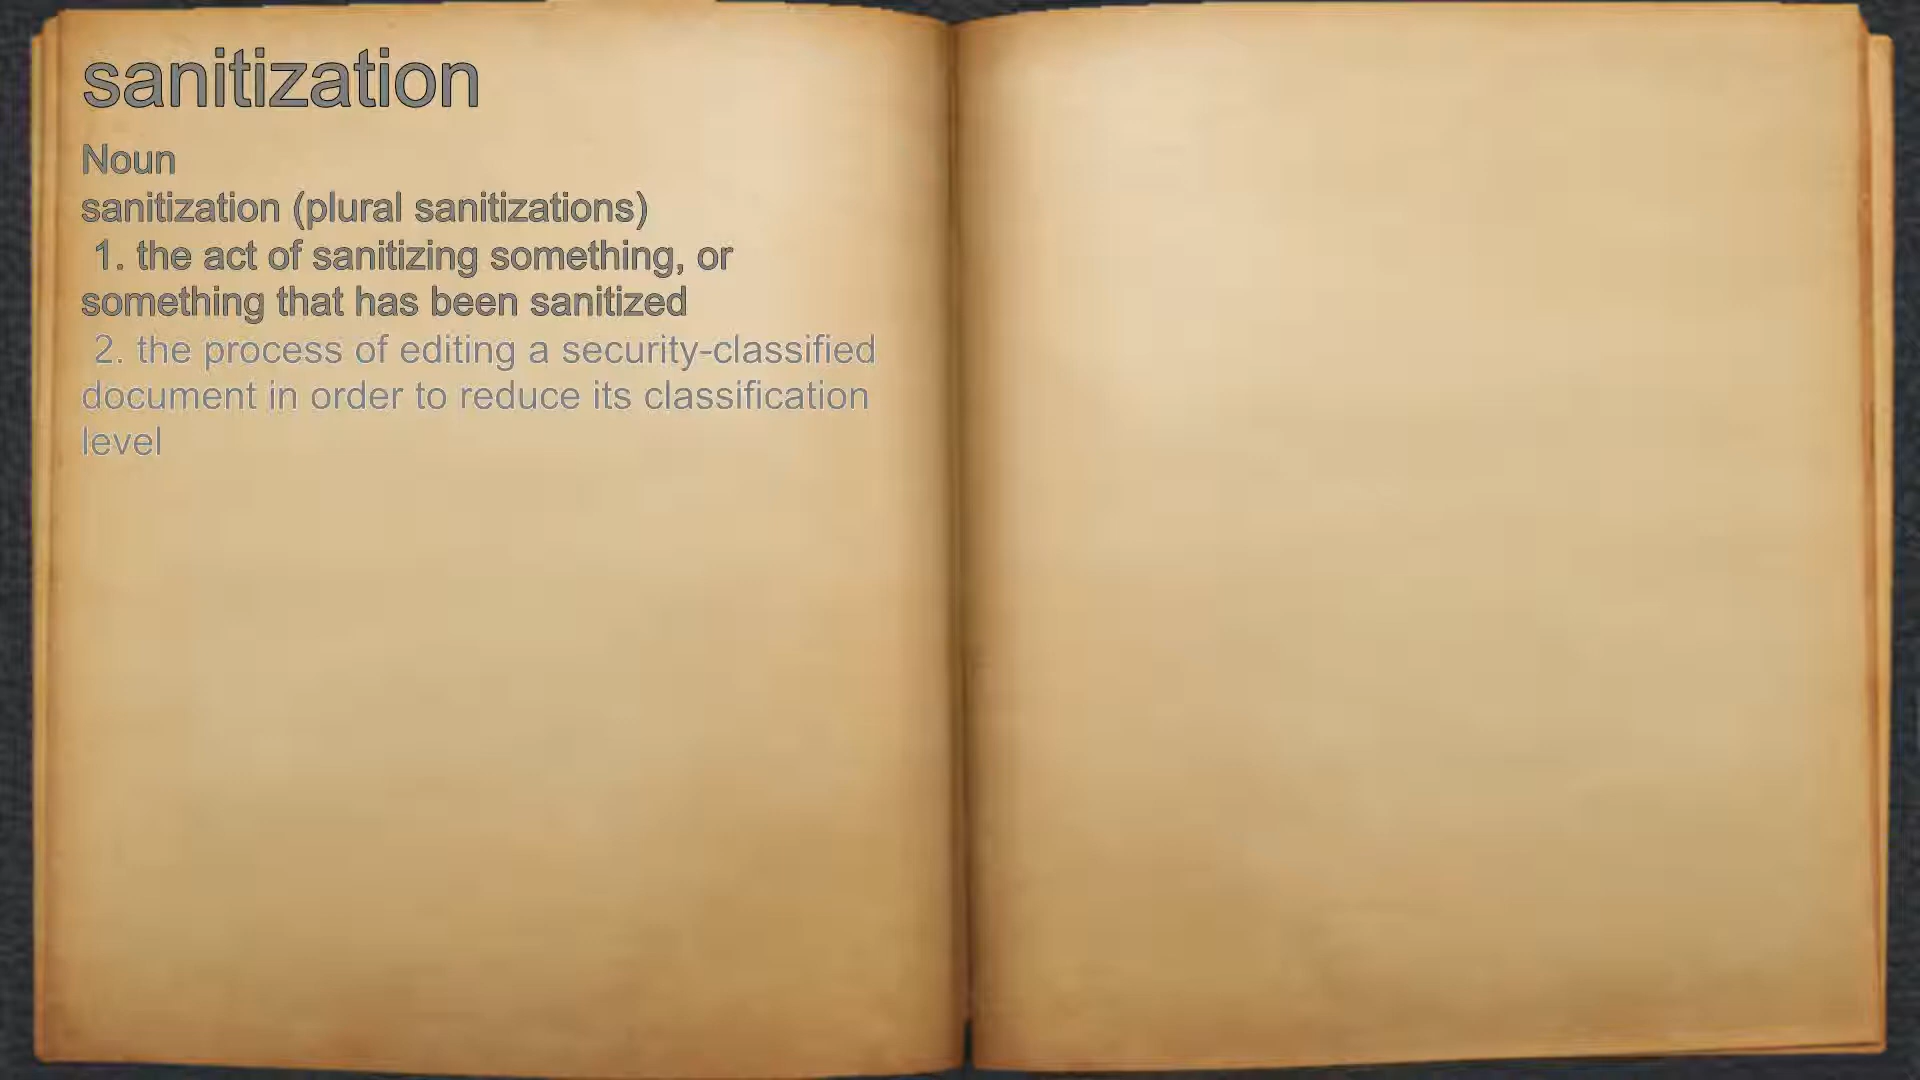 sanitization
Noun
sanitization (plural sanitizations)
1. the act of sanitizing something, or
something that has been sanitized
2. the process of editing a security-classified
document in order to reduce its classification
level